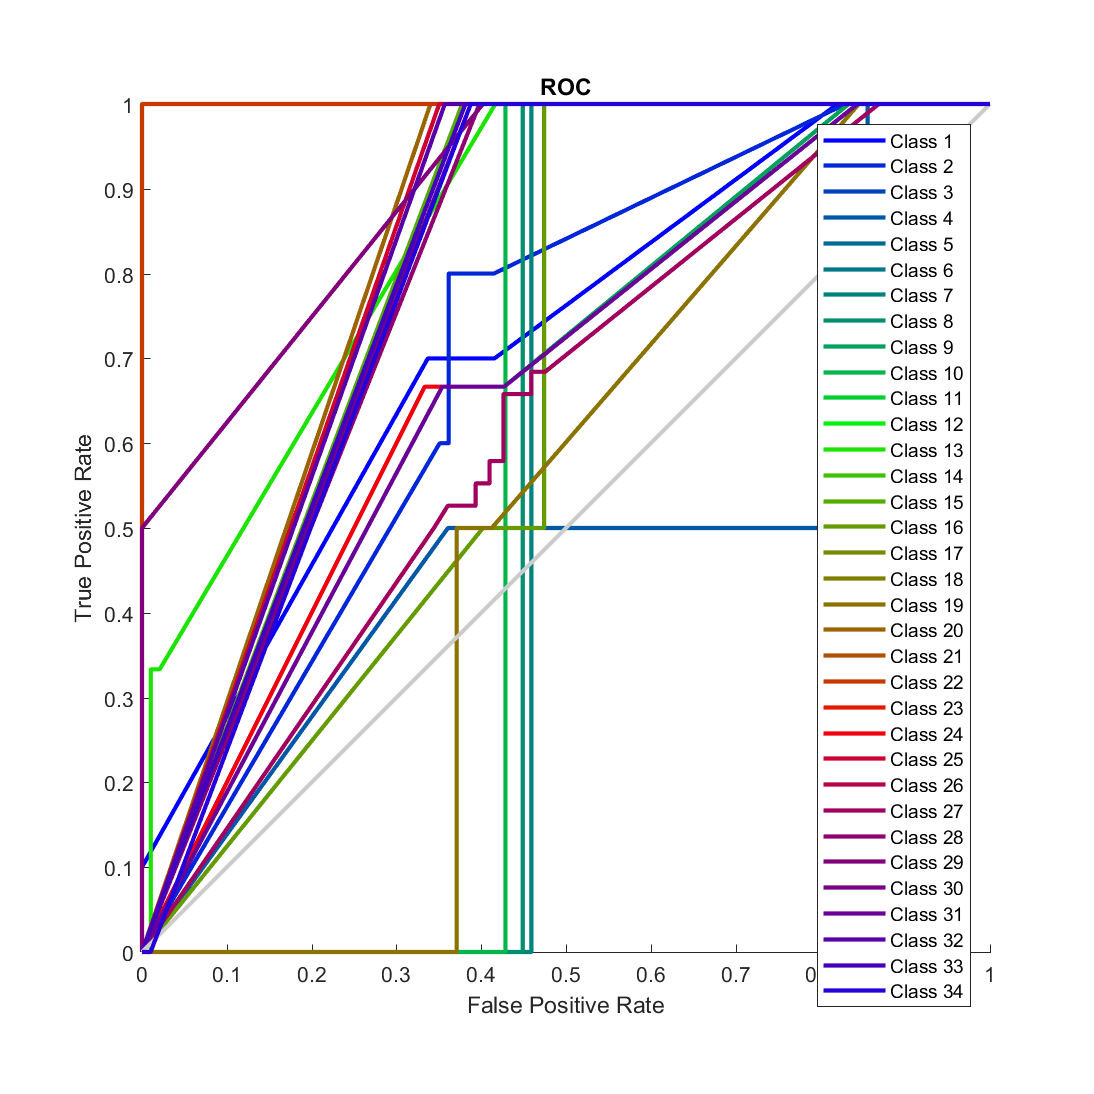 ROC
1
0.9
0.8
0.7
0.6
0.5
0.4
0.3
0.2
0.1
0
True Positive Rate
0 0.1 0.2 0.3 0.4 0.5 0.6 0.7 1
False Positive Rate
Class 1
Class 2
Class 3
Class 4
Class 5
Class 6
Class 7
Class 8
Class 9
Class 10
Class 11
Class 12
Class 13
Class 14
Class 15
Class 16
Class 17
Class 18
Class 19
Class 20
Class 21
Class 22
Class 23
Class 24
Class 25
Class 26
Class 27
Class 28
Class 29
Class 30
Class 31
Class 32
Class 33
Class 34